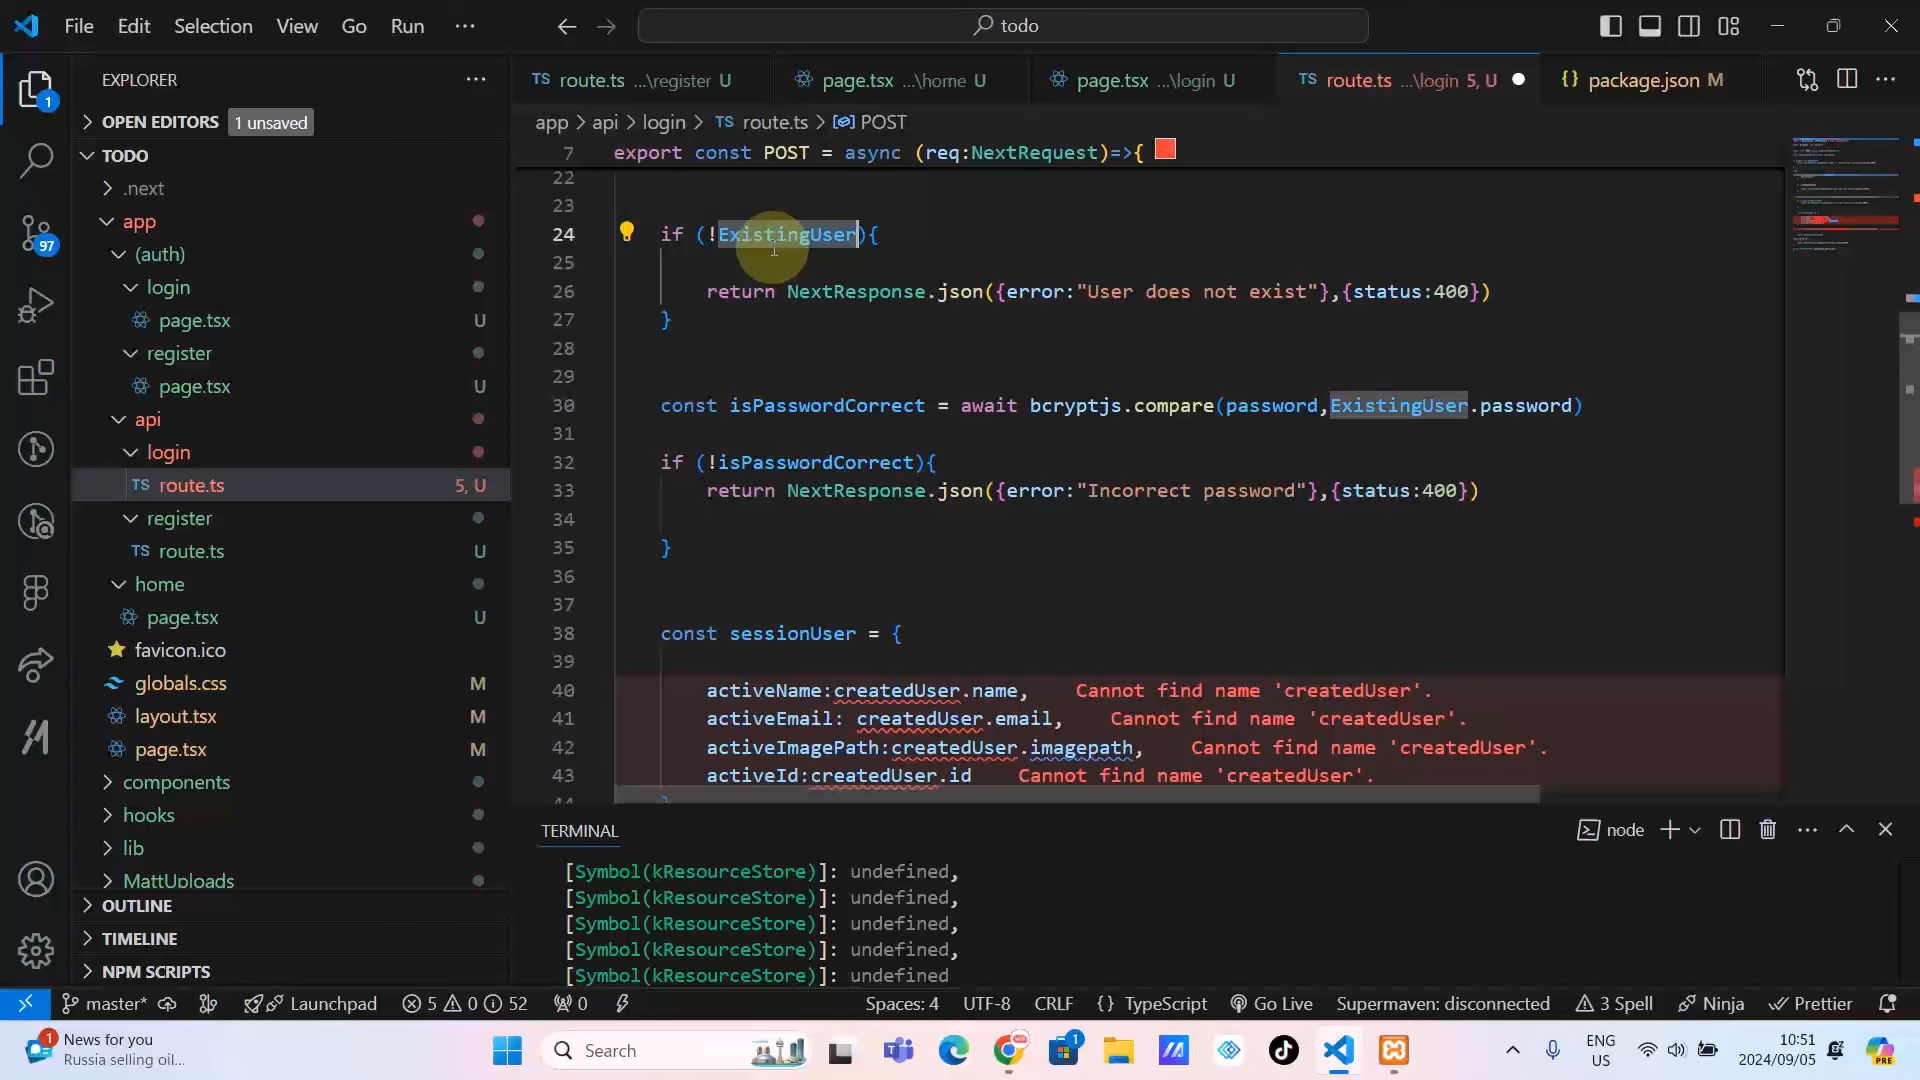 File Edit Selection View Go Run ···
todo
EXPLORER
OPEN EDITORS 1 unsaved
TODO
.next
app
(auth)
login
page.tsx U
register
page.tsx U
api
login
TS route.ts 5, U
register
TS route.ts U
home
page.tsx U
favicon.ico
globals.css M
layout.tsx M
page.tsx M
components
hooks
lib
MattUploads
OUTLINE
TIMELINE
NPM SCRIPTS
TS route.ts ...\register U
page.tsx ...\home U
page.tsx ...\login U
TS route.ts ...\login 5, U
{} package.json M
app > api > login > TS route.ts > POST
7 export const POST = async (req:NextRequest)=>{
22
23
24 if (!ExistingUser){
25
26 return NextResponse.json({error:"User does not exist"},{status:400})
27 }
28
29
30 const isPasswordCorrect = await bcryptjs.compare(password,ExistingUser.password)
31
32 if (!isPasswordCorrect){
33 return NextResponse.json({error:"Incorrect password"},{status:400})
34
35 }
36
37
38 const sessionUser = {
39
40 activeName:createdUser.name, Cannot find name 'createdUser'.
41 activeEmail: createdUser.email, Cannot find name 'createdUser'.
42 activeImagePath:createdUser.imagepath, Cannot find name 'createdUser'.
43 activeId:createdUser.id Cannot find name 'createdUser'.
44 }
TERMINAL
node
[Symbol(kResourceStore)]: undefined,
[Symbol(kResourceStore)]: undefined,
[Symbol(kResourceStore)]: undefined,
[Symbol(kResourceStore)]: undefined,
[Symbol(kResourceStore)]: undefined
1
97
master* Launchpad 5 0 52 0 Spaces: 4 UTF-8 CRLF {} TypeScript Go Live Supermaven: disconnected 3 Spell Ninja Prettier
1 News for you
Russia selling oil...
Search
1
ENG
US
10:51
2024/09/05
PRE